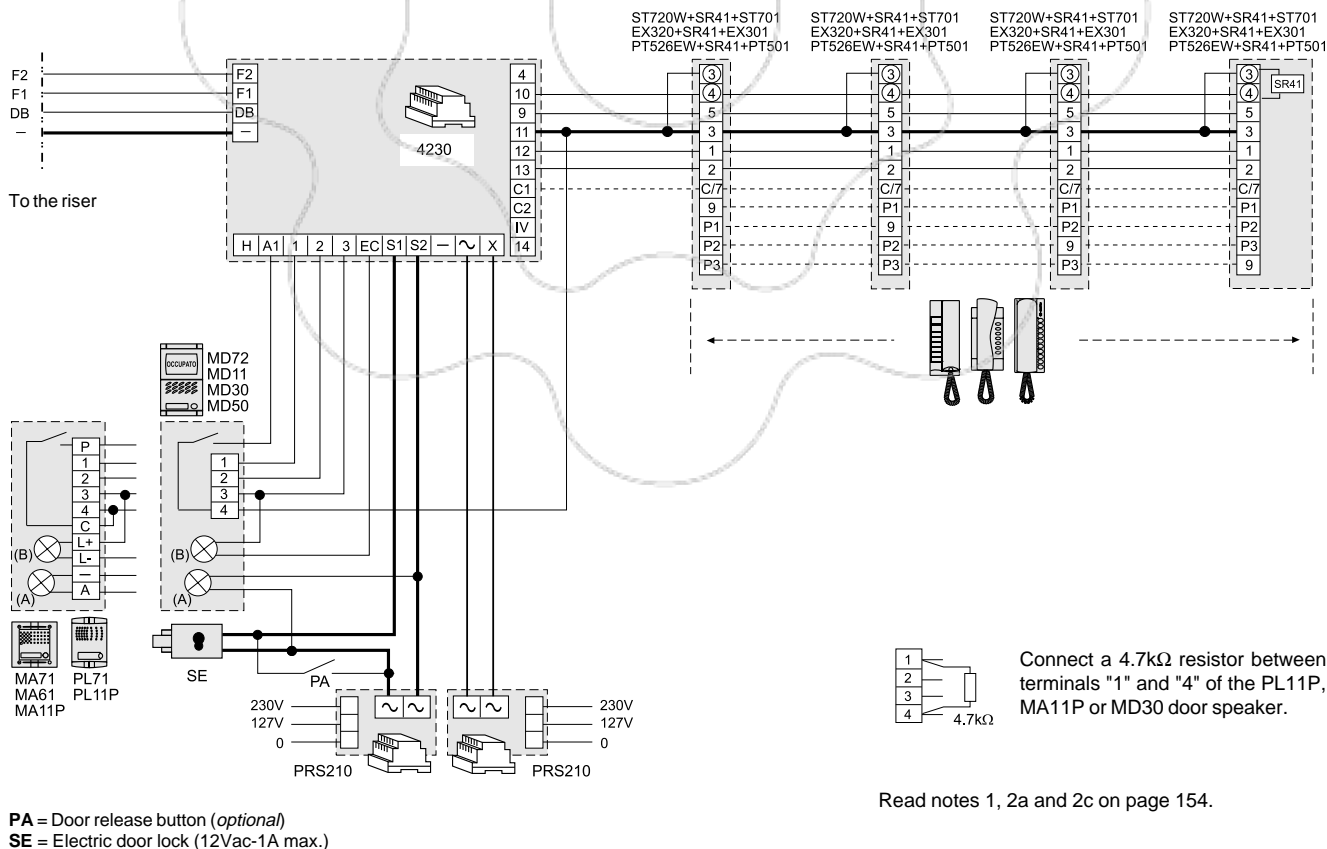 ST720W+SR41+ST701
EX320+SR41+EX301
PT526EW+SR41+PT501
ST720W+SR41+ST701
EX320+SR41+EX301
PT526EW+SR41+PT501
ST720W+SR41+ST701
EX320+SR41+EX301
PT526EW+SR41+PT501
ST720W+SR41+ST701
EX320+SR41+EX301
PT526EW+SR41+PT501
F2
F1
DB
–
To the riser
F2
F1
DB
–
4230
4
10
9
11
12
13
C1
C2
IV
14
H A1 1 2 3 EC S1 S2 – ~ X
3
4
5
3
1
2
C/7
9
P1
P2
P3
3
4
5
3
1
2
C/7
P1
9
P2
P3
3
4
5
3
1
2
C/7
P1
P2
9
P3
3
4
5
3
1
2
C/7
P1
P2
P3
9
SR41
OCCUPATO
MD72
MD11
MD30
MD50
P
1
2
3
4
C
L+
L-
–
A
(B)
(A)
1
2
3
4
(B)
(A)
MA71
MA61
MA11P
PL71
PL11P
SE
PA
230V
127V
0
~ ~
PRS210
~ ~
230V
127V
0
PRS210
1
2
3
4
4.7kΩ
Connect a 4.7kΩ resistor between
terminals "1" and "4" of the PL11P,
MA11P or MD30 door speaker.
Read notes 1, 2a and 2c on page 154.
PA = Door release button (optional)
SE = Electric door lock (12Vac-1A max.)